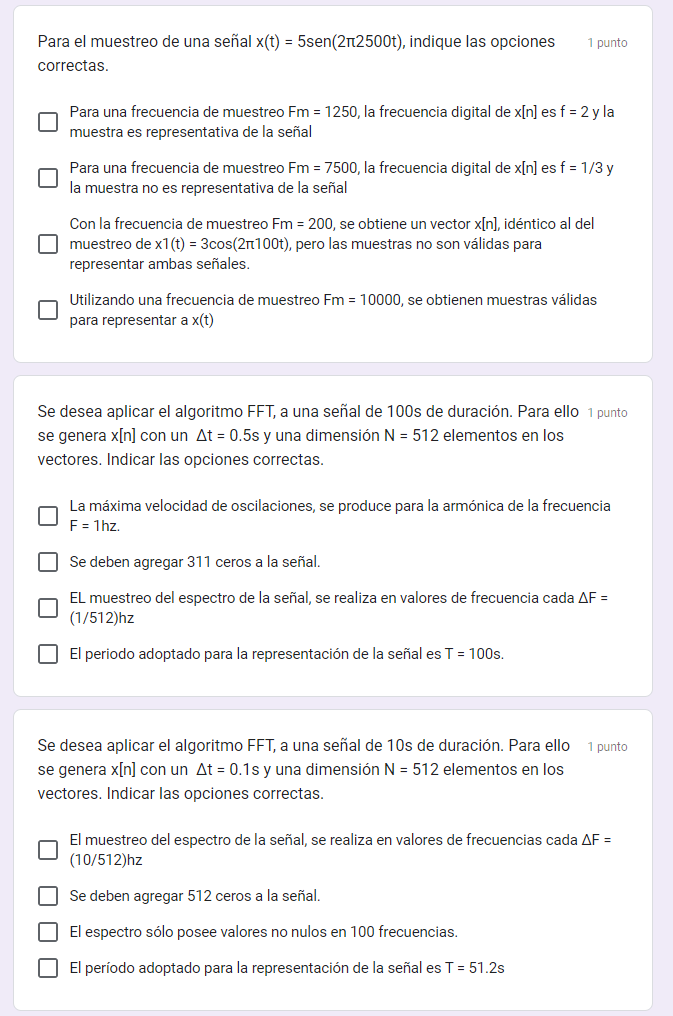 Para el muestreo de una señal x(t) = 5sen(2π2500t), indique las opciones
1 punto
correctas.
Para una frecuencia de muestreo Fm = 1250, la frecuencia digital de x[n] es f = 2 y la
muestra es representativa de la señal
Para una frecuencia de muestreo Fm = 7500, la frecuencia digital de x[n] es f = 1/3 y
la muestra no es representativa de la señal
Con la frecuencia de muestreo Fm = 200, se obtiene un vector x[n], idéntico al del
muestreo de x1(t) = 3cos(2π100t), pero las muestras no son válidas para
representar ambas señales.
Utilizando una frecuencia de muestreo Fm = 10000, se obtienen muestras válidas
para representar a x(t)
Se desea aplicar el algoritmo FFT, a una señal de 100s de duración. Para ello
1 punto
se genera x[n] con un Δt = 0.5s y una dimensión N = 512 elementos en los
vectores. Indicar las opciones correctas.
La máxima velocidad de oscilaciones, se produce para la armónica de la frecuencia
F = 1hz.
Se deben agregar 311 ceros a la señal.
EL muestreo del espectro de la señal, se realiza en valores de frecuencia cada ΔF =
(1/512)hz
El periodo adoptado para la representación de la señal es T = 100s.
Se desea aplicar el algoritmo FFT, a una señal de 10s de duración. Para ello
1 punto
se genera x[n] con un Δt = 0.1s y una dimensión N = 512 elementos en los
vectores. Indicar las opciones correctas.
El muestreo del espectro de la señal, se realiza en valores de frecuencias cada ΔF =
(10/512)hz
Se deben agregar 512 ceros a la señal.
El espectro sólo posee valores no nulos en 100 frecuencias.
El período adoptado para la representación de la señal es T = 51.2s